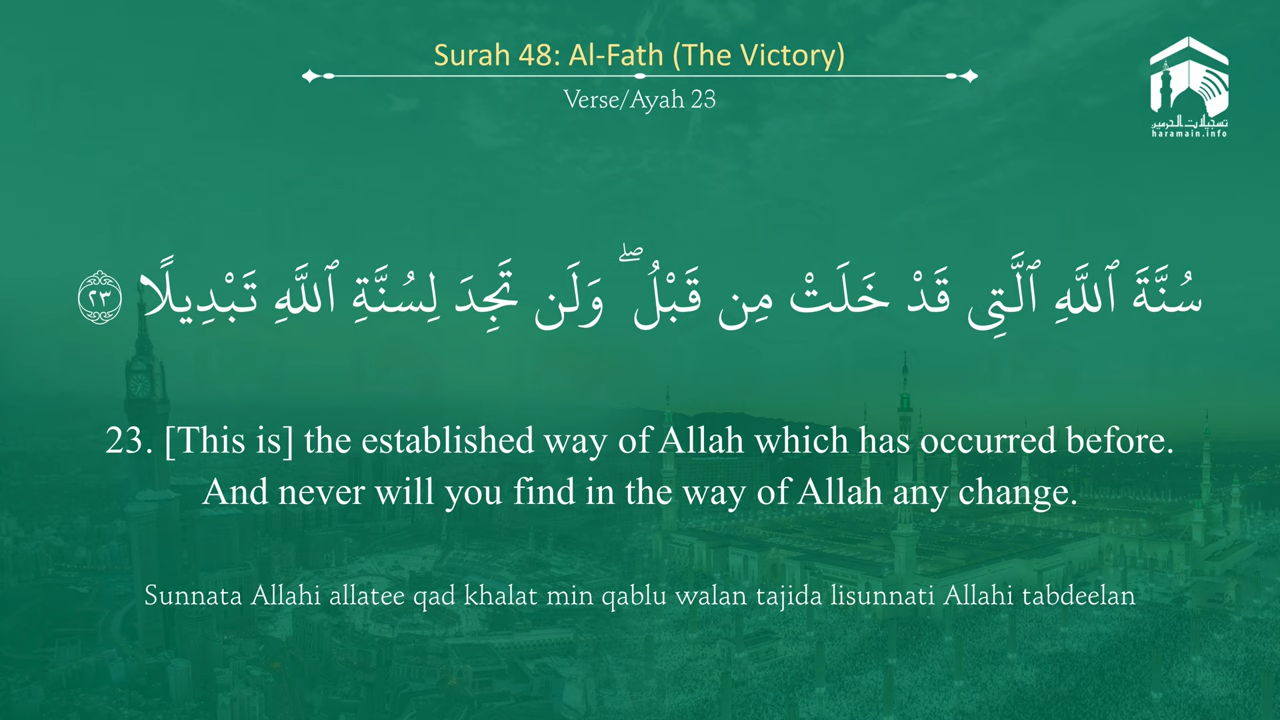 Surah 48: Al-Fath (The Victory)
Verse/Ayah 23
تسجيلات الحرمين
haramain.info
سُنَّةَ ٱللَّهِ ٱلَّتِى قَدْ خَلَتْ مِن قَبْلُ ۖ وَلَن تَجِدَ لِسُنَّةِ ٱللَّهِ تَبْدِيلًا ٢٣
23. [This is] the established way of Allah which has occurred before.
And never will you find in the way of Allah any change.
Sunnata Allahi allatee qad khalat min qablu walan tajida lisunnati Allahi tabdeelan